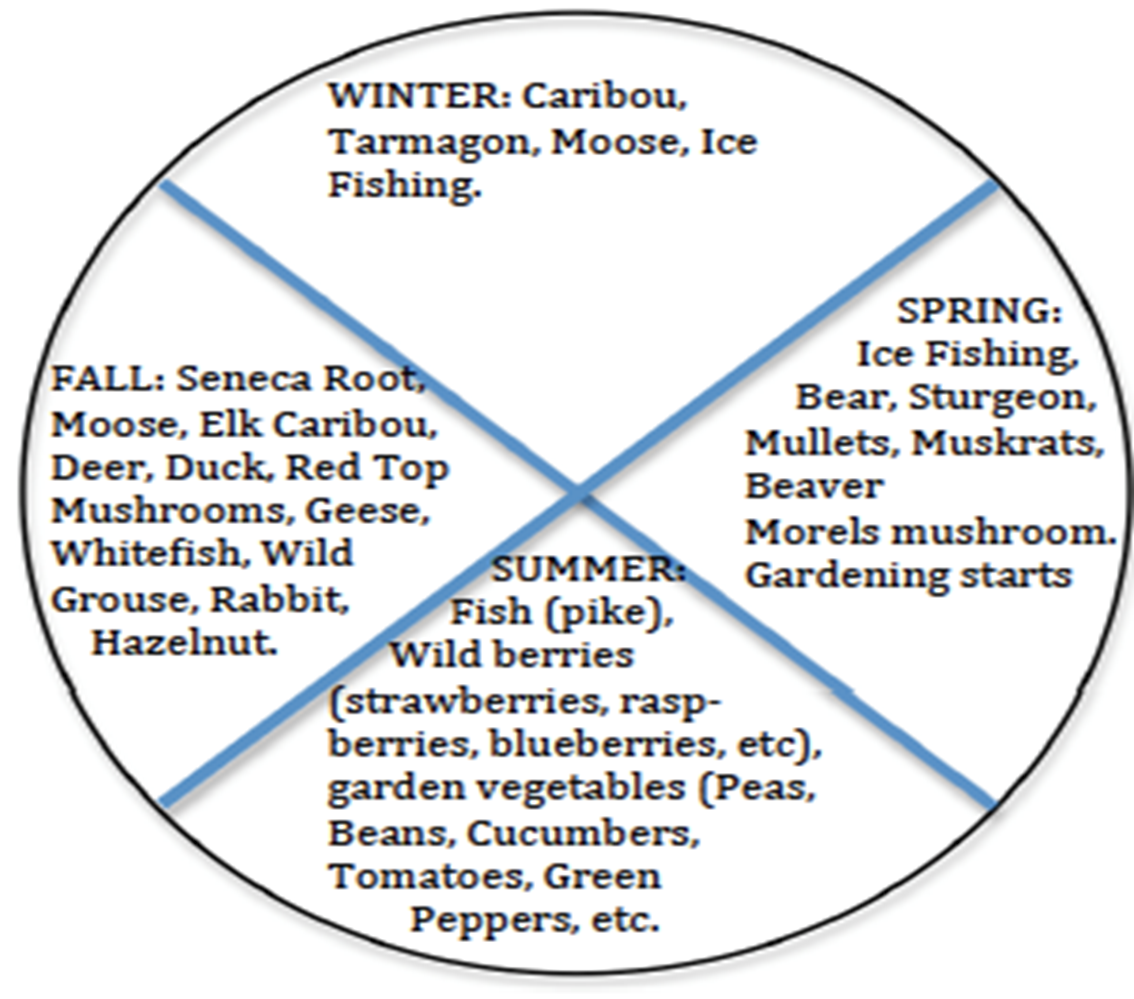 WINTER: Caribou,
Tarmagon, Moose, Ice
Fishing.
SPRING:
Ice Fishing,
Bear, Sturgeon,
Mullets, Muskrats,
Beaver
Morels mushroom.
Gardening starts
SUMMER:
Fish (pike),
Wild berries
(strawberries, rasp-
berries, blueberries, etc),
garden vegetables (Peas,
Beans, Cucumbers,
Tomatoes, Green
Peppers, etc.
FALL: Seneca Root,
Moose, Elk Caribou,
Deer, Duck, Red Top
Mushrooms, Geese,
Whitefish, Wild
Grouse, Rabbit,
Hazelnut.